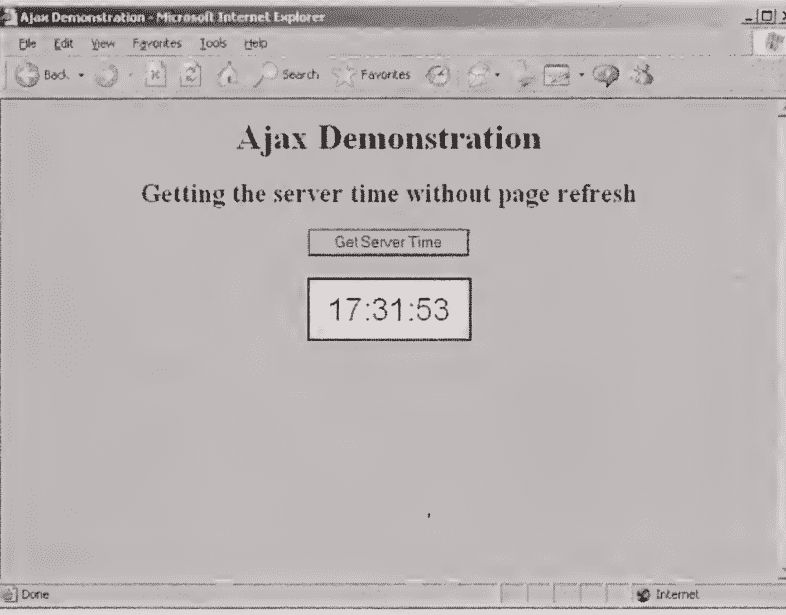 Ajax Demonstration - Microsoft Internet Explorer
File Edit View Favorites Tools Help
Back Search Favorites
Ajax Demonstration
Getting the server time without page refresh
Get Server Time
17:31:53
Done Internet